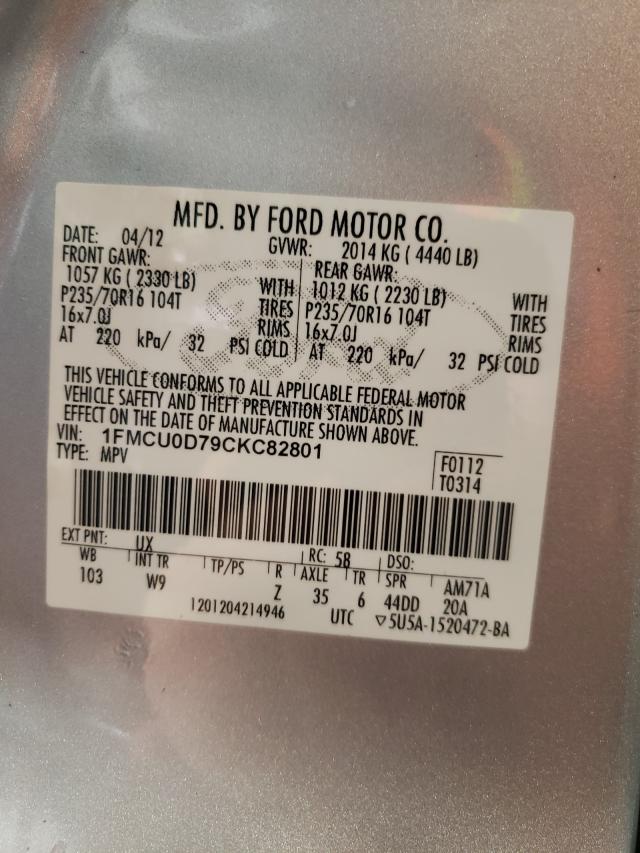 MFD. BY FORD MOTOR CO.
DATE: 04/12 GVWR: 2014 KG ( 4440 LB)
FRONT GAWR: REAR GAWR:
1057 KG ( 2330 LB) WITH 1012 KG ( 2230 LB) WITH
P235/70R16 104T TIRES P235/70R16 104T TIRES
16x7.0J RIMS 16x7.0J RIMS
AT 220 kPa/ 32 PSI COLD AT 220 kPa/ 32 PSI COLD
THIS VEHICLE CONFORMS TO ALL APPLICABLE FEDERAL MOTOR
VEHICLE SAFETY AND THEFT PREVENTION STANDARDS IN
EFFECT ON THE DATE OF MANUFACTURE SHOWN ABOVE.
VIN: 1FMCU0D79CKC82801
TYPE: MPV
F0112
T0314
EXT PNT: UX RC: 58 DSO:
WB INT TR TP/PS R AXLE TR SPR AM71A
103 W9 Z 35 6 44DD 20A
1201204214946 UTC ▽5U5A-1520472-BA